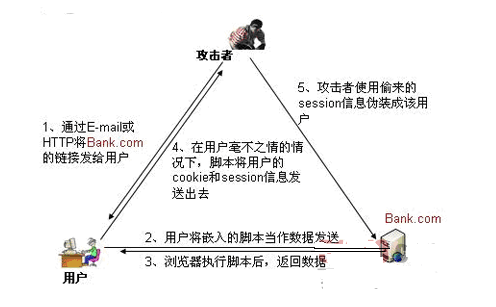 攻击者
5、攻击者使用偷来的
session信息伪装成该用
户
1、通过E-mail或
HTTP将Bank.com
的链接发给用户
4、在用户毫不之情的情
况下，脚本将用户的
cookie和session信息发
送出去
Bank.com
2、用户将嵌入的脚本当作数据发送
3、浏览器执行脚本后，返回数据
用户